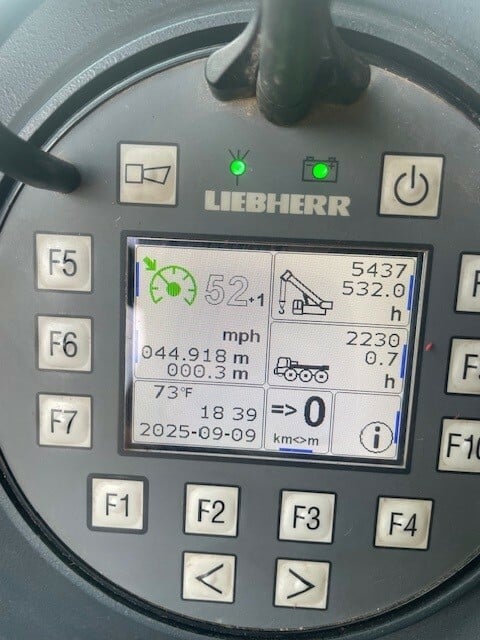 LIEBHERR
F5
F6
F7
52+1
mph
044.918 m
000.3 m
5437
532.0
h
2230
0.7
h
73°F
18 39
2025-09-09
=>0
km<>m
i
F10
F1
F2
F3
F4
<
>